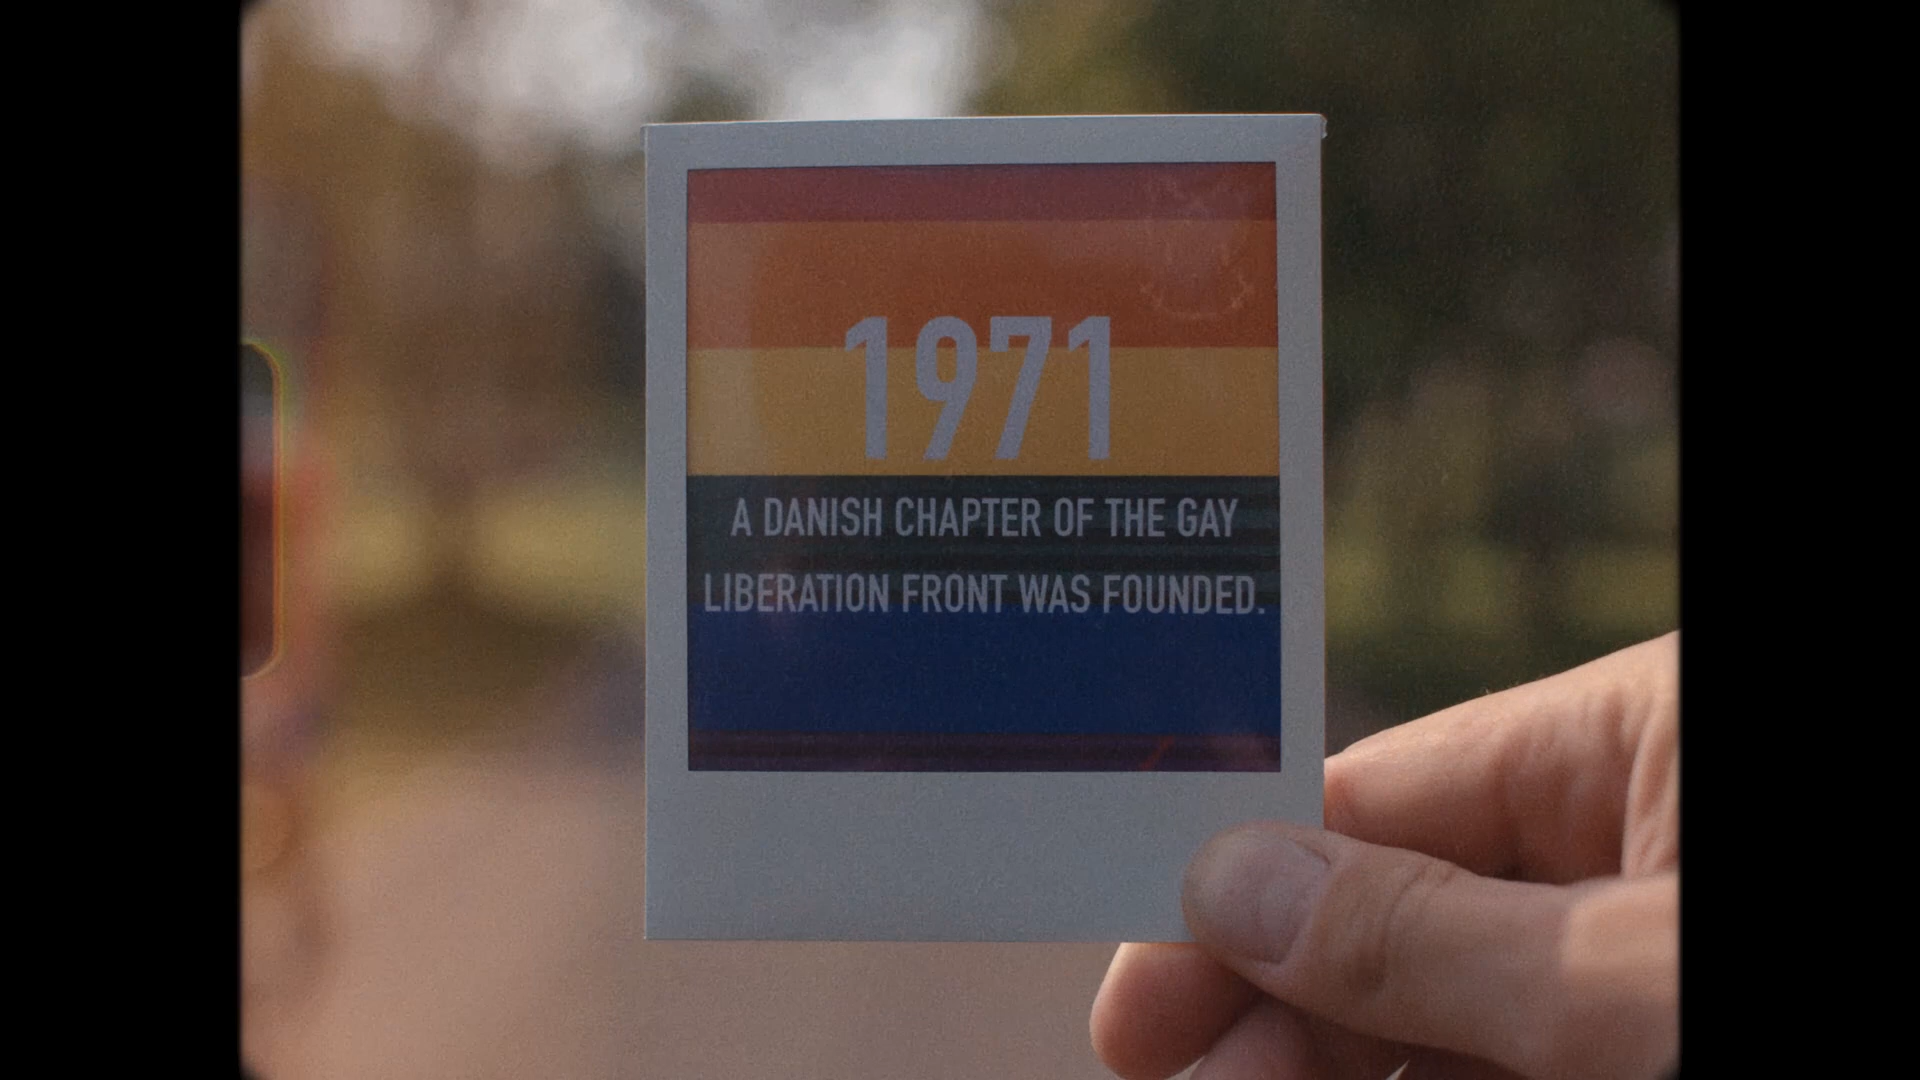 1971
A DANISH CHAPTER OF THE GAY
LIBERATION FRONT WAS FOUNDED.